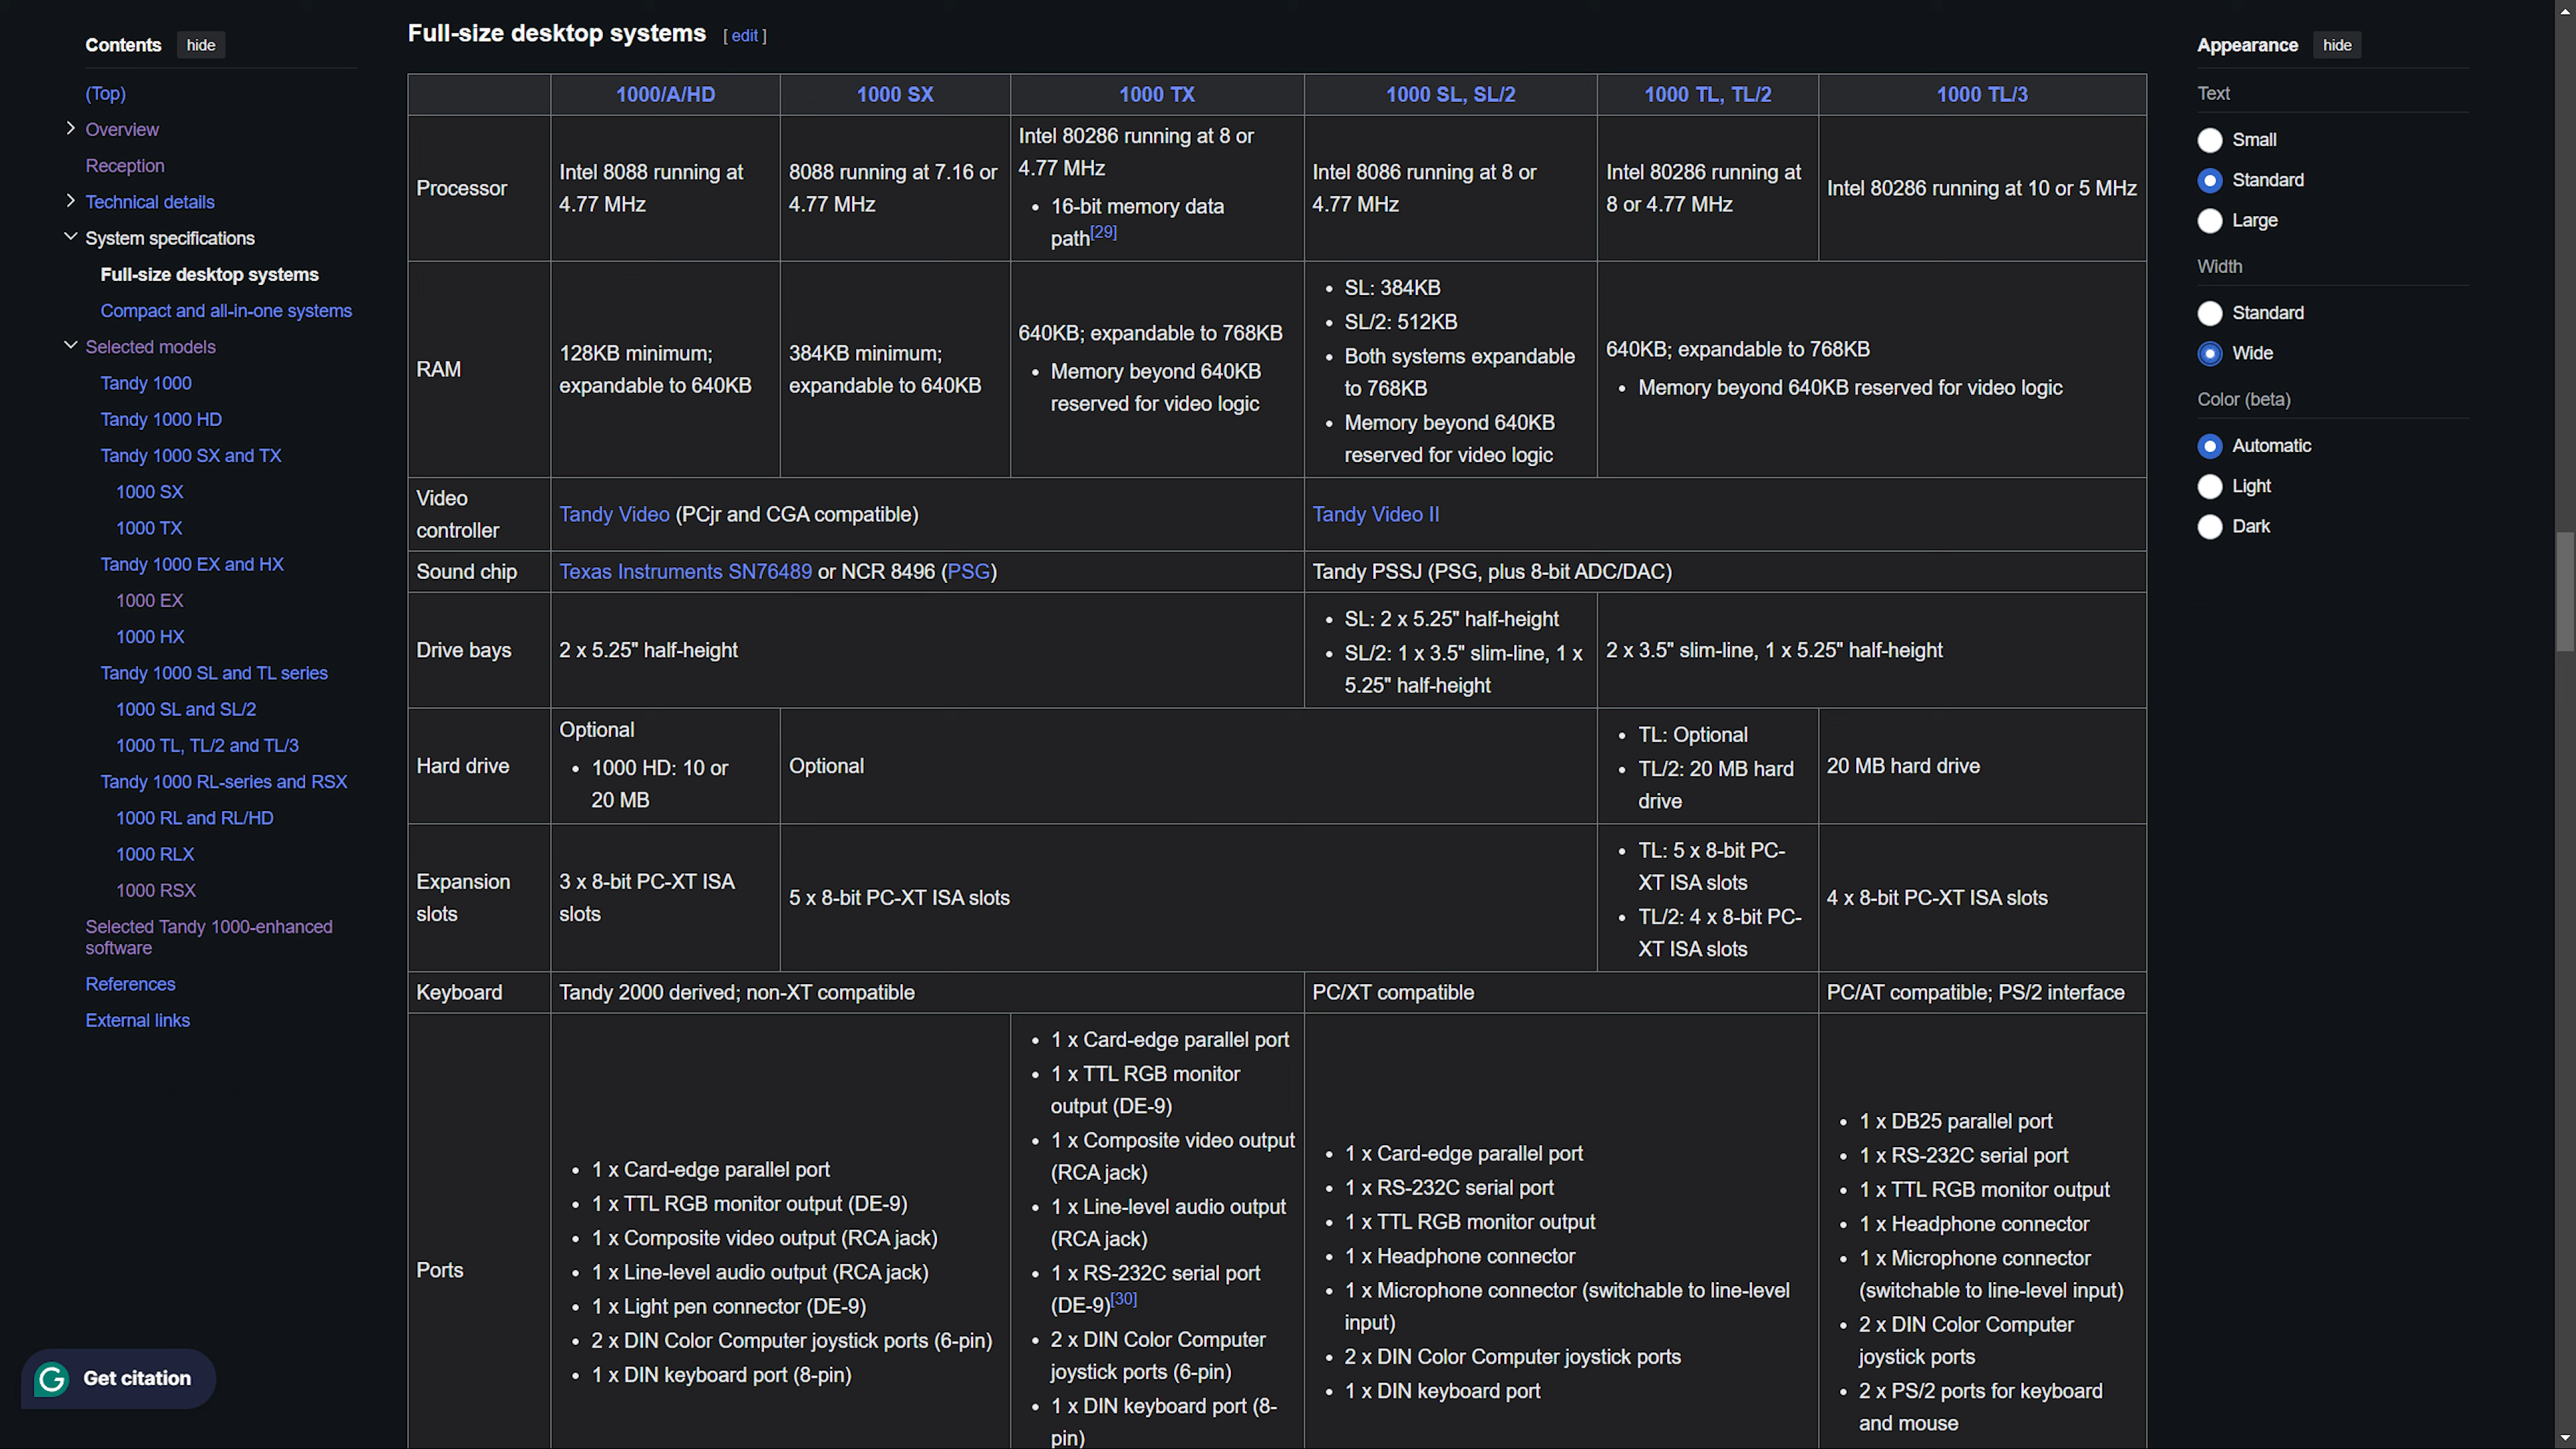 Contents hide
(Top)
Overview
Reception
Technical details
System specifications
Full-size desktop systems
Compact and all-in-one systems
Selected models
Tandy 1000
Tandy 1000 HD
Tandy 1000 SX and TX
1000 SX
1000 TX
Tandy 1000 EX and HX
1000 EX
1000 HX
Tandy 1000 SL and TL series
1000 SL and SL/2
1000 TL, TL/2 and TL/3
Tandy 1000 RL-series and RSX
1000 RL and RL/HD
1000 RLX
1000 RSX
Selected Tandy 1000-enhanced
software
References
External links
Get citation
Full-size desktop systems [ edit ]
1000/A/HD 1000 SX 1000 TX 1000 SL, SL/2 1000 TL, TL/2 1000 TL/3
Processor
Intel 8088 running at
4.77 MHz
8088 running at 7.16 or
4.77 MHz
Intel 80286 running at 8 or
4.77 MHz
• 16-bit memory data
path[29]
Intel 8086 running at 8 or
4.77 MHz
Intel 80286 running at
8 or 4.77 MHz
Intel 80286 running at 10 or 5 MHz
RAM
128KB minimum;
expandable to 640KB
384KB minimum;
expandable to 640KB
640KB; expandable to 768KB
• Memory beyond 640KB
reserved for video logic
• SL: 384KB
• SL/2: 512KB
• Both systems expandable
to 768KB
• Memory beyond 640KB
reserved for video logic
640KB; expandable to 768KB
• Memory beyond 640KB reserved for video logic
Video
controller
Tandy Video (PCjr and CGA compatible)
Tandy Video II
Sound chip
Texas Instruments SN76489 or NCR 8496 (PSG)
Tandy PSSJ (PSG, plus 8-bit ADC/DAC)
Drive bays
2 x 5.25" half-height
• SL: 2 x 5.25" half-height
• SL/2: 1 x 3.5" slim-line, 1 x
5.25" half-height
2 x 3.5" slim-line, 1 x 5.25" half-height
Hard drive
Optional
• 1000 HD: 10 or
20 MB
Optional
• TL: Optional
• TL/2: 20 MB hard
drive
20 MB hard drive
Expansion
slots
3 x 8-bit PC-XT ISA
slots
5 x 8-bit PC-XT ISA slots
• TL: 5 x 8-bit PC-
XT ISA slots
• TL/2: 4 x 8-bit PC-
XT ISA slots
4 x 8-bit PC-XT ISA slots
Keyboard
Tandy 2000 derived; non-XT compatible
PC/XT compatible
PC/AT compatible; PS/2 interface
Ports
• 1 x Card-edge parallel port
• 1 x TTL RGB monitor output (DE-9)
• 1 x Composite video output (RCA jack)
• 1 x Line-level audio output (RCA jack)
• 1 x Light pen connector (DE-9)
• 2 x DIN Color Computer joystick ports (6-pin)
• 1 x DIN keyboard port (8-pin)
• 1 x Card-edge parallel port
• 1 x TTL RGB monitor
output (DE-9)
• 1 x Composite video output
(RCA jack)
• 1 x Line-level audio output
(RCA jack)
• 1 x RS-232C serial port
(DE-9)[30]
• 2 x DIN Color Computer
joystick ports (6-pin)
• 1 x DIN keyboard port (8-
pin)
• 1 x Card-edge parallel port
• 1 x RS-232C serial port
• 1 x TTL RGB monitor output
• 1 x Headphone connector
• 1 x Microphone connector (switchable to line-level
input)
• 2 x DIN Color Computer joystick ports
• 1 x DIN keyboard port
• 1 x DB25 parallel port
• 1 x RS-232C serial port
• 1 x TTL RGB monitor output
• 1 x Headphone connector
• 1 x Microphone connector
(switchable to line-level input)
• 2 x DIN Color Computer
joystick ports
• 2 x PS/2 ports for keyboard
and mouse
Appearance hide
Text
Small
Standard
Large
Width
Standard
Wide
Color (beta)
Automatic
Light
Dark